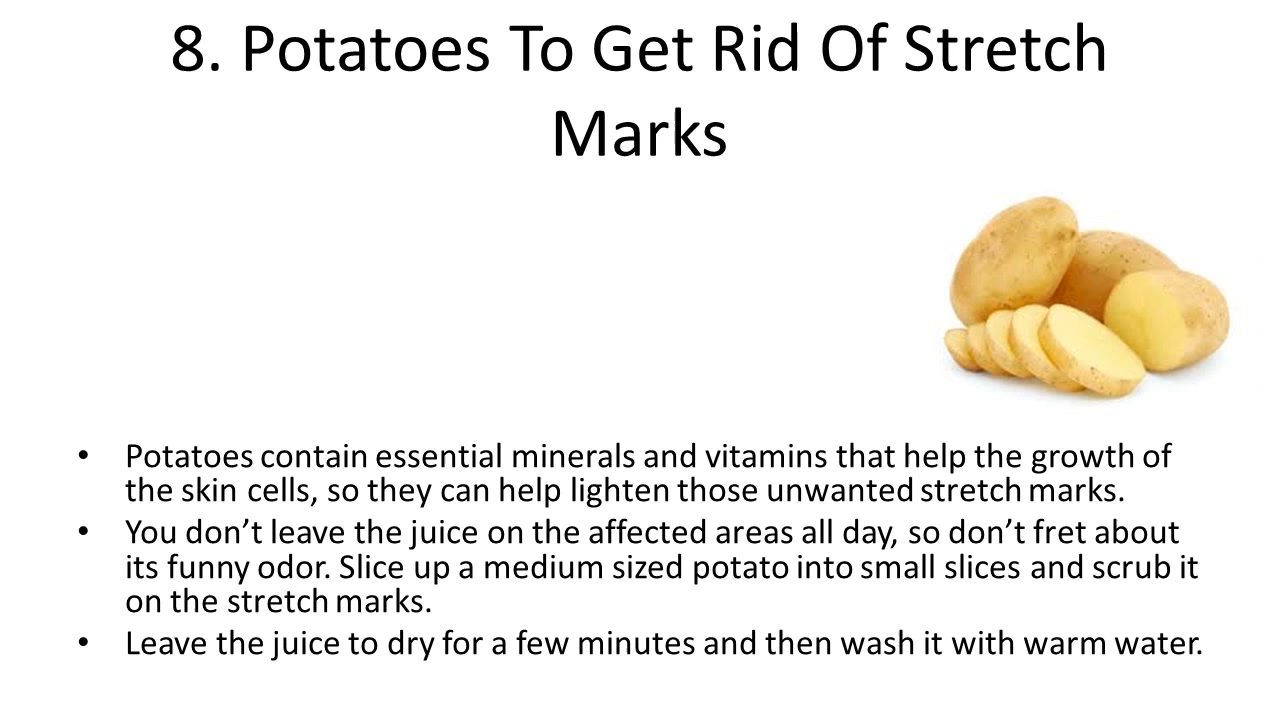 8. Potatoes To Get Rid Of Stretch
Marks
• Potatoes contain essential minerals and vitamins that help the growth of
the skin cells, so they can help lighten those unwanted stretch marks.
• You don’t leave the juice on the affected areas all day, so don’t fret about
its funny odor. Slice up a medium sized potato into small slices and scrub it
on the stretch marks.
• Leave the juice to dry for a few minutes and then wash it with warm water.